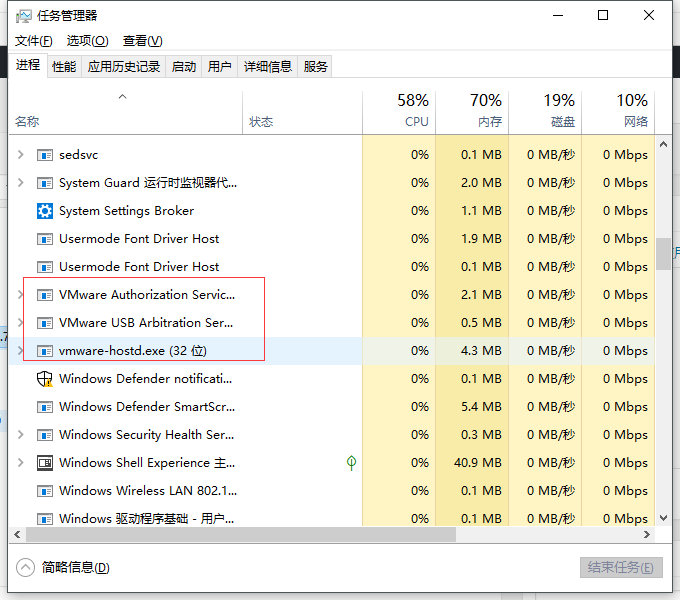 任务管理器
文件(F) 选项(O) 查看(V)
进程 性能 应用历史记录 启动 用户 详细信息 服务
58% 70% 19% 10%
名称 状态 CPU 内存 磁盘 网络
sedsvc 0% 0.1 MB 0 MB/秒 0 Mbps
System Guard 运行时监视器代... 0% 2.0 MB 0 MB/秒 0 Mbps
System Settings Broker 0% 1.1 MB 0 MB/秒 0 Mbps
Usermode Font Driver Host 0% 1.9 MB 0 MB/秒 0 Mbps
Usermode Font Driver Host 0% 0.1 MB 0 MB/秒 0 Mbps
VMware Authorization Servic... 0% 2.1 MB 0 MB/秒 0 Mbps
VMware USB Arbitration Ser... 0% 0.5 MB 0 MB/秒 0 Mbps
vmware-hostd.exe (32 位) 0% 4.3 MB 0 MB/秒 0 Mbps
Windows Defender notificati... 0% 0.1 MB 0 MB/秒 0 Mbps
Windows Defender SmartScr... 0% 5.4 MB 0 MB/秒 0 Mbps
Windows Security Health Ser... 0% 0.3 MB 0 MB/秒 0 Mbps
Windows Shell Experience 主... 0% 40.9 MB 0 MB/秒 0 Mbps
Windows Wireless LAN 802.1... 0% 0.1 MB 0 MB/秒 0 Mbps
Windows 驱动程序基础 - 用户... 0% 0.1 MB 0 MB/秒 0 Mbps
简略信息(D) 结束任务(E)